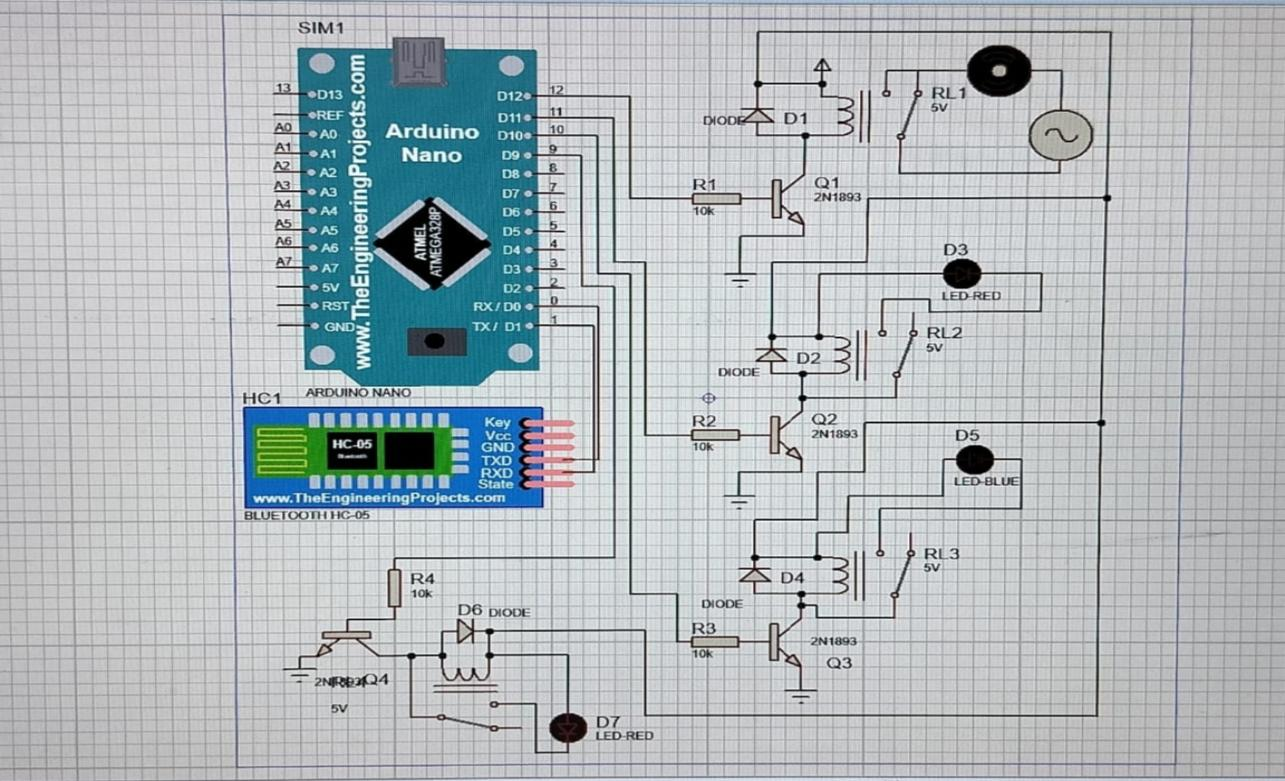 SIM1
www.TheEngineeringProjects.com
Arduino
Nano
ATMEL
ATMEGA328P
13
D13
REF
A0
A0
A1
A1
A2
A2
A3
A3
A4
A4
A5
A5
A6
A6
A7
A7
5V
RST
GND
D12
12
D11
11
D10
10
D9
9
D8
8
D7
7
D6
6
D5
5
D4
4
D3
3
D2
2
RX / D0
0
TX / D1
1
ARDUINO NANO
HC1
HC-05
Bluetooth
Key
Vcc
GND
TXD
RXD
State
www.TheEngineeringProjects.com
BLUETOOTH HC-05
DIODE
D1
RL1
5V
R1
10k
Q1
2N1893
D3
LED-RED
D2
DIODE
RL2
5V
R2
10k
Q2
2N1893
D5
LED-BLUE
D4
DIODE
RL3
5V
R3
10k
2N1893
Q3
R4
10k
D6
DIODE
Q4
5V
D7
LED-RED